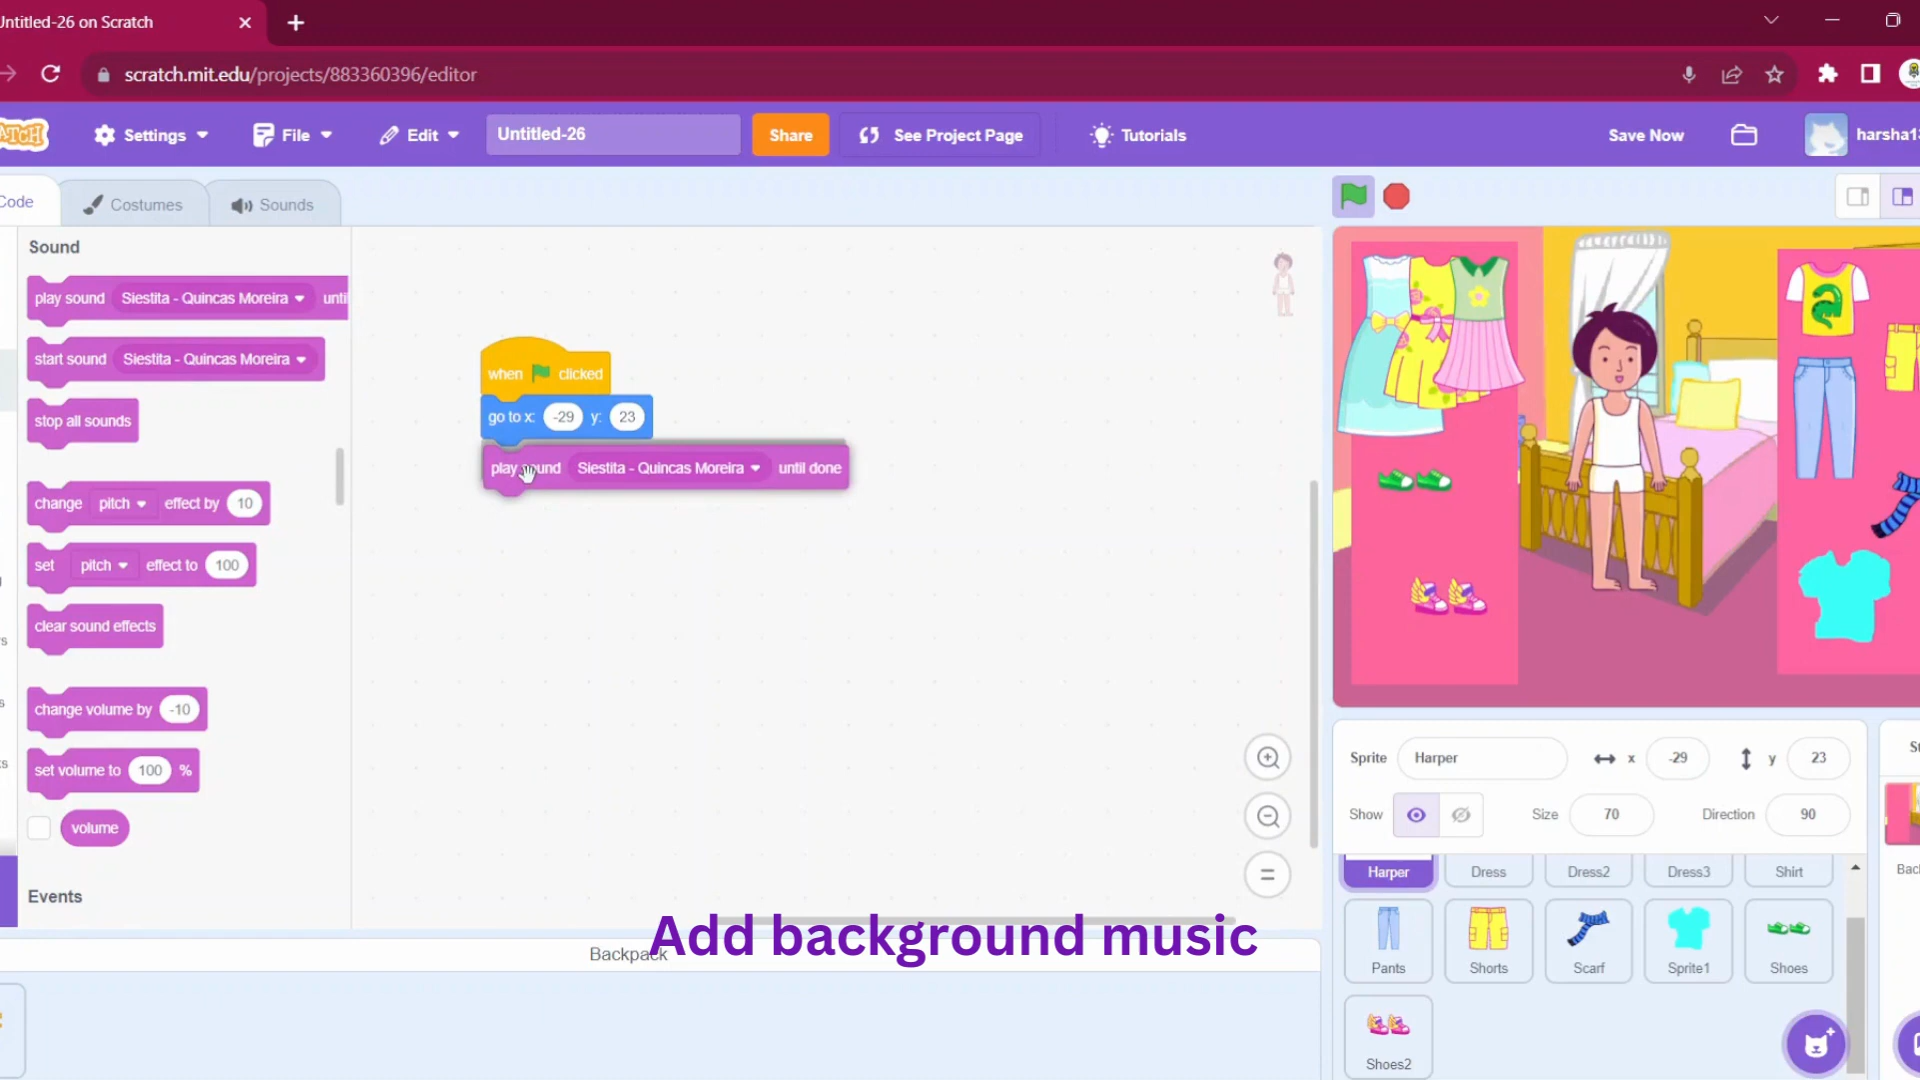 Untitled-26 on Scratch
scratch.mit.edu/projects/883360396/editor
Settings File Edit Untitled-26 Share See Project Page Tutorials Save Now
Code Costumes Sounds
Sound
play sound Siestita - Quincas Moreira unti
start sound Siestita - Quincas Moreira
stop all sounds
change pitch effect by 10
set pitch effect to 100
clear sound effects
change volume by -10
set volume to 100 %
volume
Events
when clicked
go to x: -29 y: 23
play sound Siestita - Quincas Moreira until done
Sprite Harper x -29 y 23
Show Size 70 Direction 90
Harper Dress Dress2 Dress3 Shirt
Pants Shorts Scarf Sprite1 Shoes
Shoes2
Backpack
Add background music